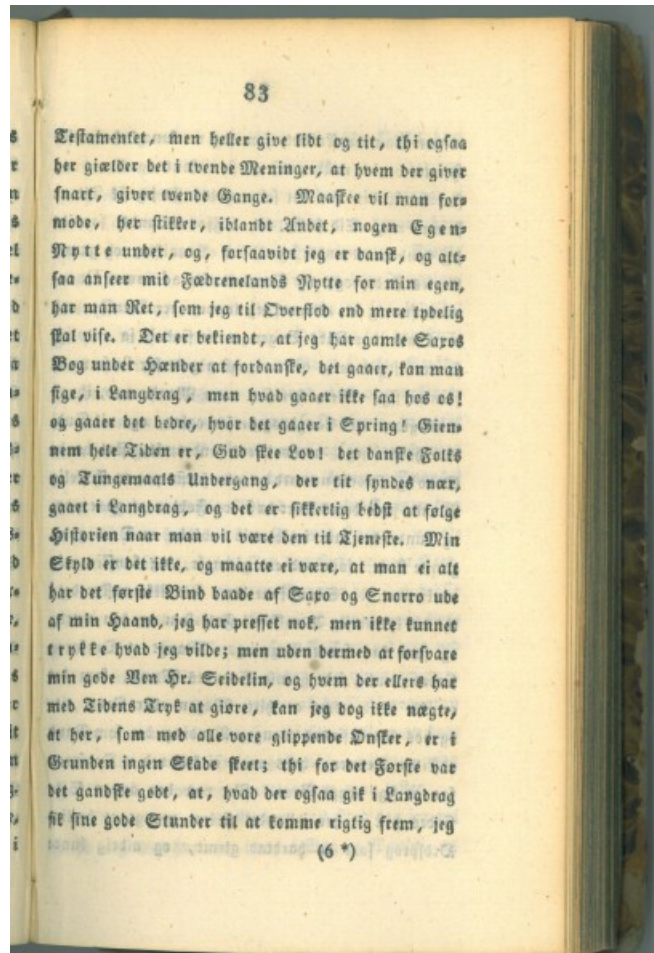 83
Testamentet, men heller give lidt og tit, thi ogsaa
her giælder det i tvende Meninger, at hvem der giver
snart, giver tvende Gange. Maaskee vil man for=
mode, her stikker, iblandt Andet, nogen Egen=
Nytte under, og, forsaavidt jeg er dansk, og alt=
saa anseer mit Fædrenelands Nytte for min egen,
har man Ret, som jeg til Overflod end mere tydelig
skal vise. Det er bekiendt, at jeg har gamle Saxos
Bog under Hænder at fordanske, det gaaer, kan man
sige, i Langdrag, men hvad gaaer ikke saa hos os!
og gaaer det bedre, hvor det gaaer i Spring! Gien=
nem hele Tiden er, Gud skee Lov! det danske Folks
og Tungemaals Undergang, der tit syndes nær,
gaaet i Langdrag, og det er sikkerlig bedst at følge
Historien naar man vil være den til Tjeneste. Min
Skyld er det ikke, og maatte ei være, at man ei alt
har det første Bind baade af Saxo og Snorro ude
af min Haand, jeg har presset nok, men ikke kunnet
trykke hvad jeg vilde; men uden dermed at forsvare
min gode Ven Hr. Seidelin, og hvem der ellers har
med Tidens Tryk at giøre, kan jeg dog ikke nægte,
at her, som med alle vore glippende Ønsker, er i
Grunden ingen Skade skeet; thi for det Første var
det gandske godt, at, hvad der ogsaa gik i Langdrag
fik sine gode Stunder til at komme rigtig frem, jeg
(6 *)